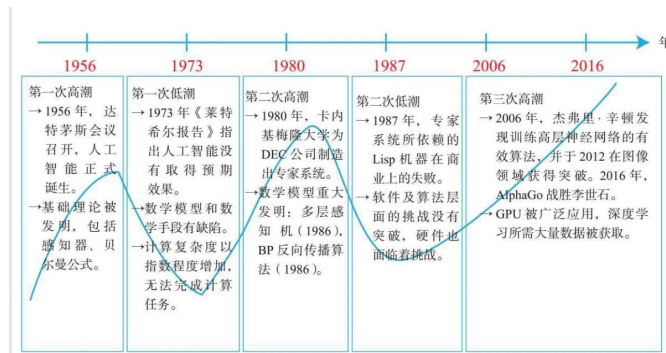 年
1956
1973
1980
1987
2006
2016
第一次高潮
→1956 年，达
特茅斯会议
召开，人工
智能正式
诞生。
→基础理论被
发明，包括
感知器、贝
尔曼公式。
第一次低潮
→1973 年《莱特
希尔报告》指
出人工智能没
有取得预期
效果。
→数学模型和数
学手段有缺陷。
→计算复杂度以
指数程度增加，
无法完成计算
任务。
第二次高潮
→1980 年，卡内
基梅隆大学为
DEC 公司制造
出专家系统。
→数学模型重大
发明：多层感
知 机（1986），
BP 反向传播算
法（1986）。
第二次低潮
→1987 年，专家
系统所依赖的
Lisp 机器在商
业上的失败。
→软件及算法层
面的挑战没有
突破，硬件也
面临着挑战。
第三次高潮
→2006 年，杰弗里·辛顿发
现训练高层神经网络的有
效算法，并于 2012 在图像
领域获得突破。2016 年，
AlphaGo 战胜李世石。
→GPU 被广泛应用，深度学
习所需大量数据被获取。